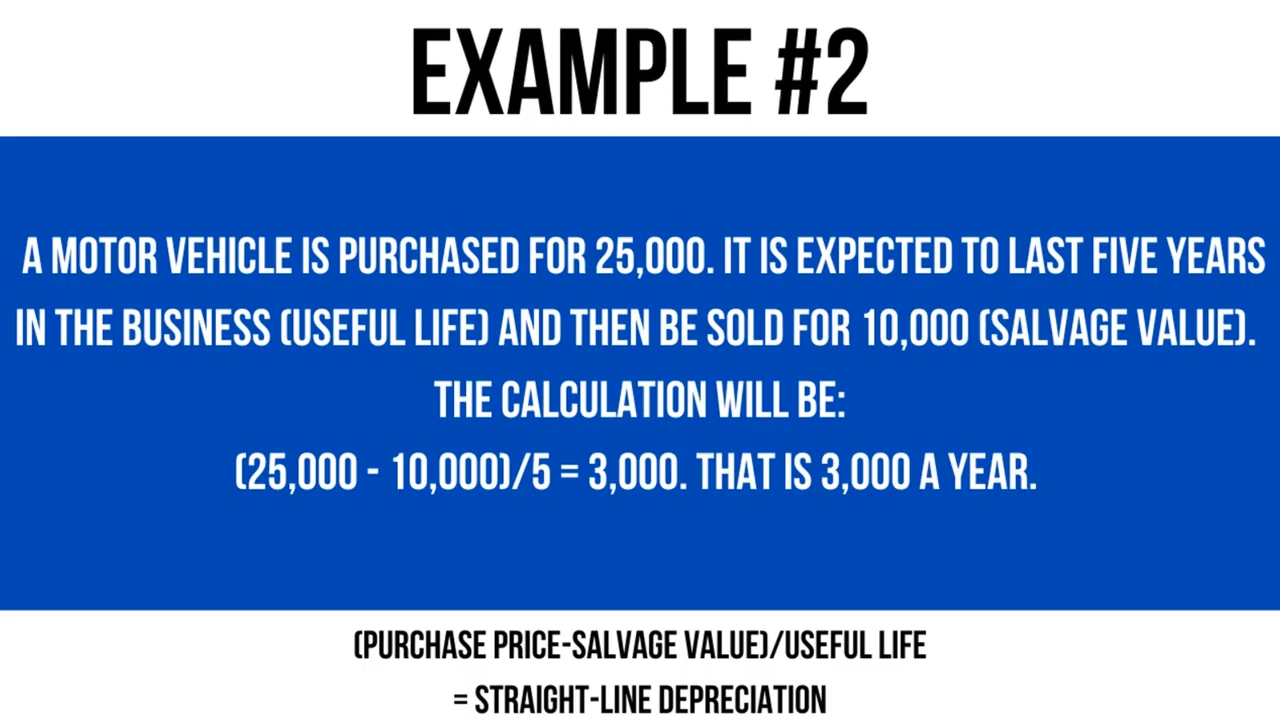 EXAMPLE #2
A MOTOR VEHICLE IS PURCHASED FOR 25,000. IT IS EXPECTED TO LAST FIVE YEARS
IN THE BUSINESS (USEFUL LIFE) AND THEN BE SOLD FOR 10,000 (SALVAGE VALUE).
THE CALCULATION WILL BE:
(25,000 - 10,000)/5 = 3,000. THAT IS 3,000 A YEAR.
(PURCHASE PRICE-SALVAGE VALUE)/USEFUL LIFE
= STRAIGHT-LINE DEPRECIATION